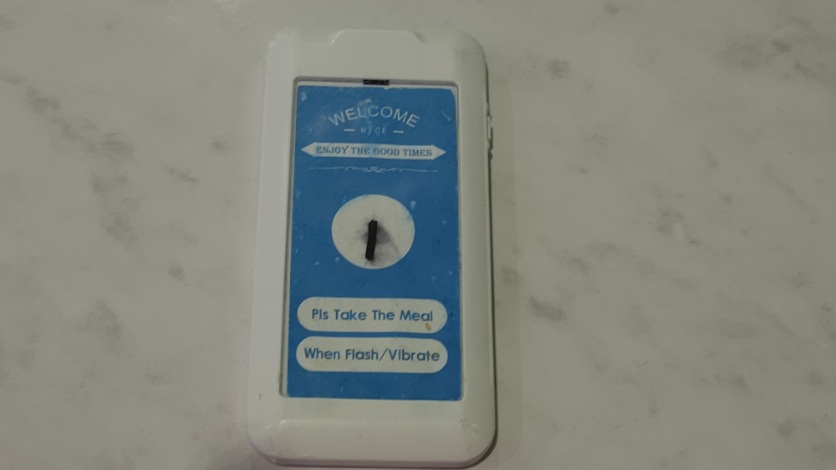 WELCOME
NICE
ENJOY THE GOOD TIMES
1
Pls Take The Meal
When Flash/Vibrate